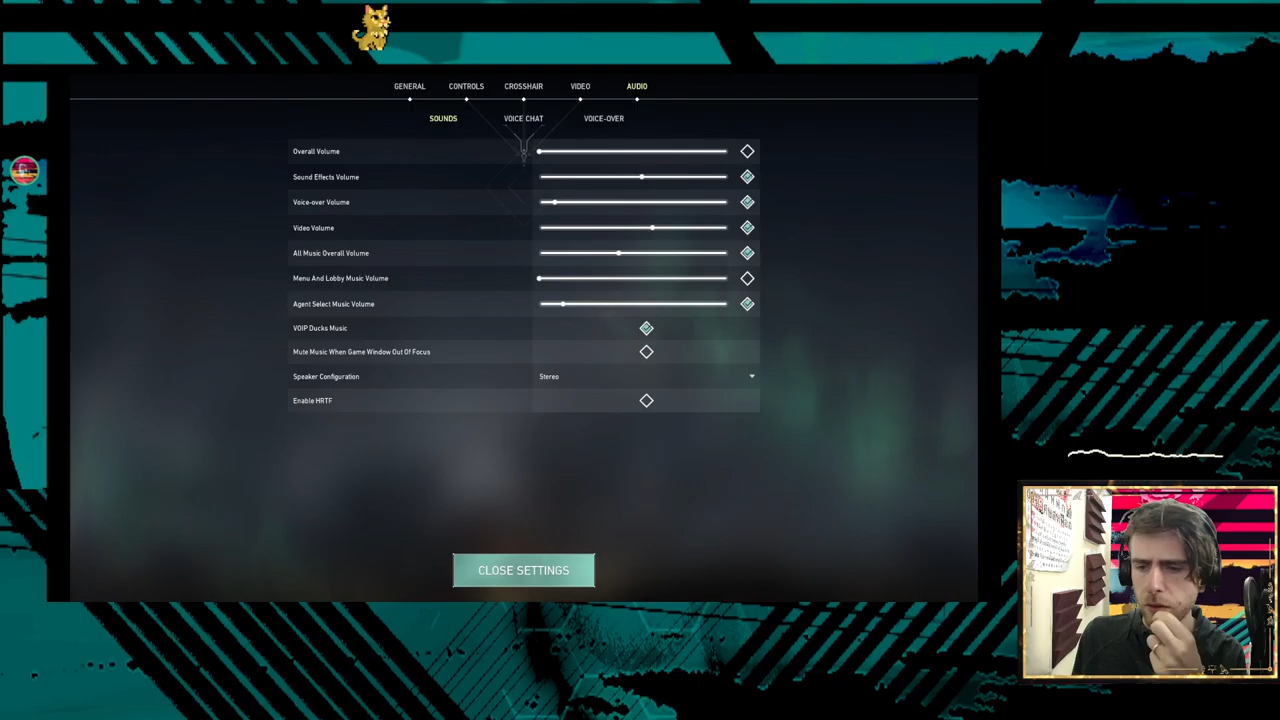 GENERAL CONTROLS CROSSHAIR VIDEO AUDIO
SOUNDS VOICE CHAT VOICE-OVER
Overall Volume
Sound Effects Volume
Voice-over Volume
Video Volume
All Music Overall Volume
Menu And Lobby Music Volume
Agent Select Music Volume
VOIP Ducks Music
Mute Music When Game Window Out Of Focus
Speaker Configuration Stereo
Enable HRTF
CLOSE SETTINGS